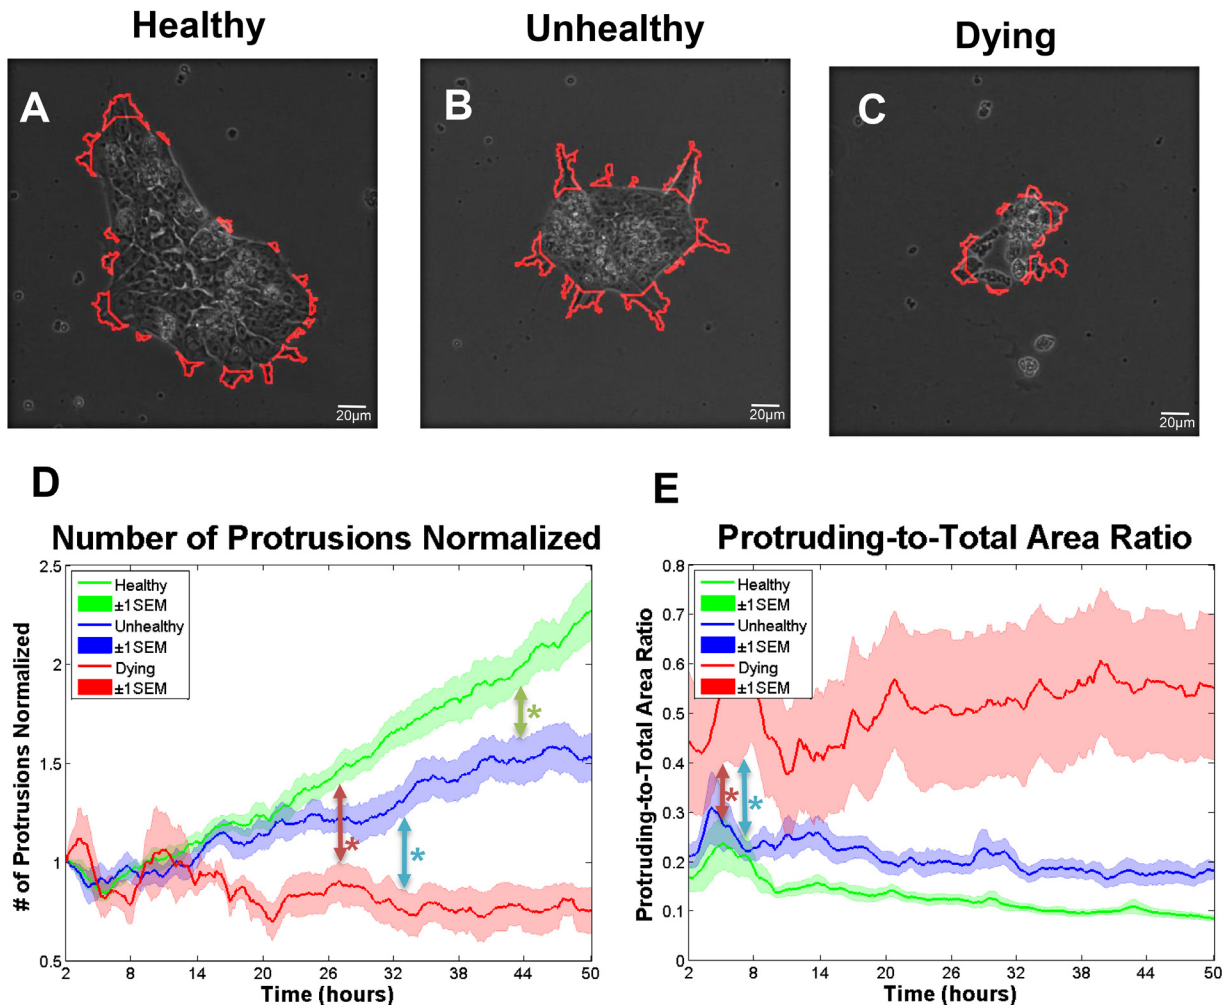 Healthy
Unhealthy
Dying
A
B
C
20µm
20µm
20µm
D
E
Number of Protrusions Normalized
# of Protrusions Normalized
2.5
2
1.5
1
0.5
Healthy
±1SEM
Unhealthy
±1SEM
Dying
±1SEM
*
*
*
2 8 14 20 26 32 38 44 50
Time (hours)
Protruding-to-Total Area Ratio
Protruding-to-Total Area Ratio
0.8
0.7
0.6
0.5
0.4
0.3
0.2
0.1
0
Healthy
±1SEM
Unhealthy
±1SEM
Dying
±1SEM
*
*
2 8 14 20 26 32 38 44 50
Time (hours)